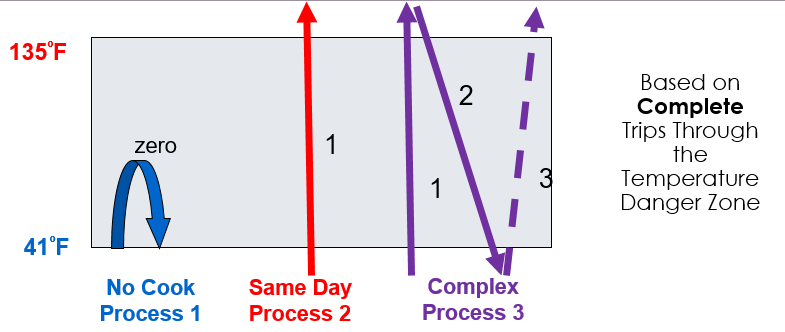 135°F
zero
1
2
1
3
41°F
No Cook
Process 1
Same Day
Process 2
Complex
Process 3
Based on
Complete
Trips Through
the
Temperature
Danger Zone